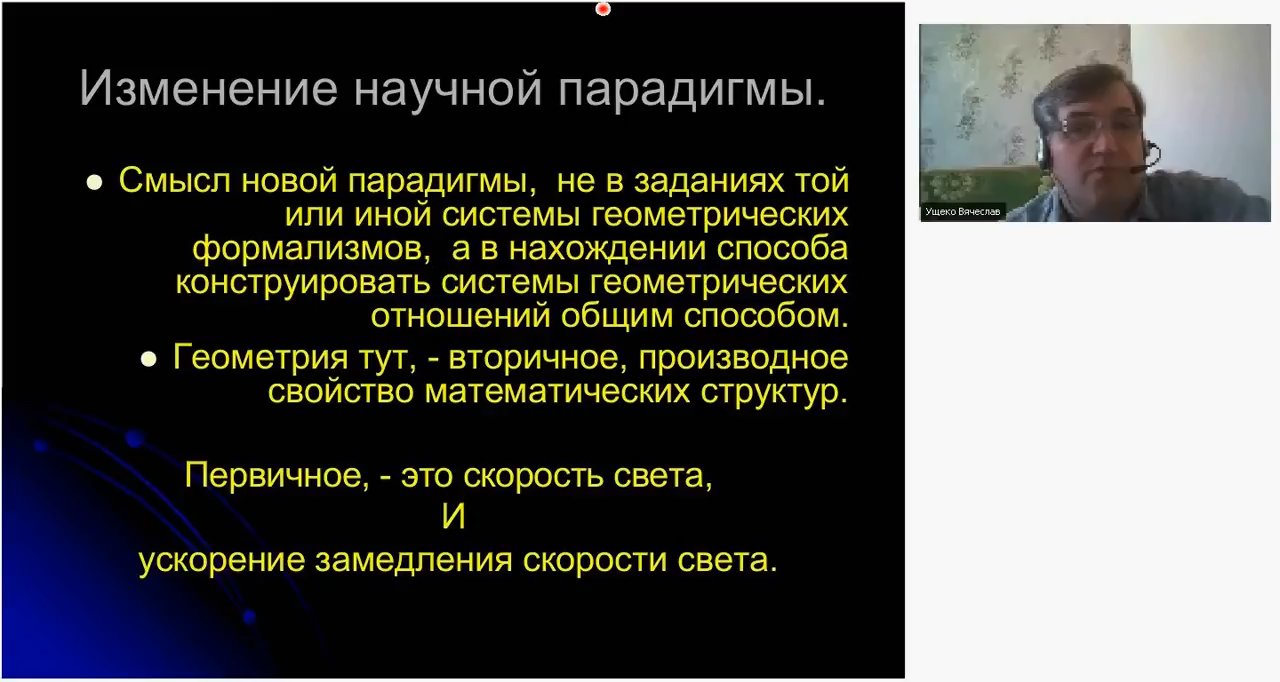 Изменение научной парадигмы.
Смысл новой парадигмы, не в заданиях той
или иной системы геометрических
формализмов, а в нахождении способа
конструировать системы геометрических
отношений общим способом.
Геометрия тут, - вторичное, производное
свойство математических структур.
Первичное, - это скорость света,
И
ускорение замедления скорости света.
Ущеко Вячеслав